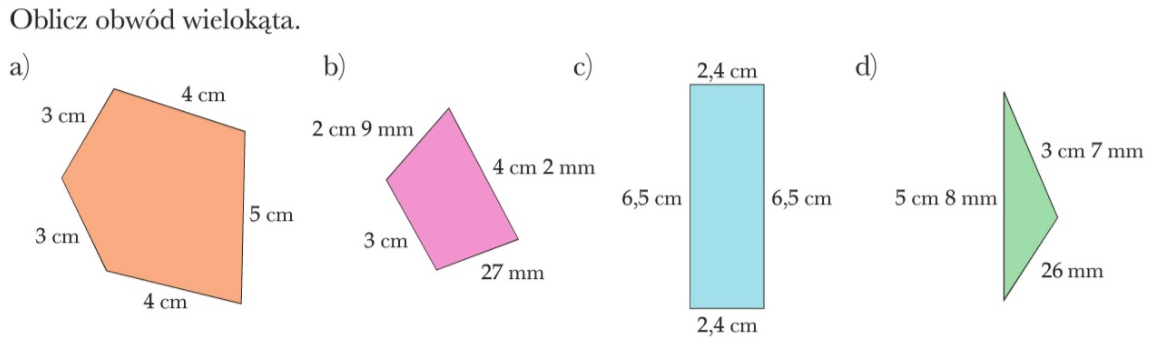 Oblicz obwód wielokąta.
a)
3 cm
4 cm
5 cm
3 cm
4 cm
b)
2 cm 9 mm
4 cm 2 mm
3 cm
27 mm
c)
2,4 cm
6,5 cm
6,5 cm
2,4 cm
d)
3 cm 7 mm
5 cm 8 mm
26 mm